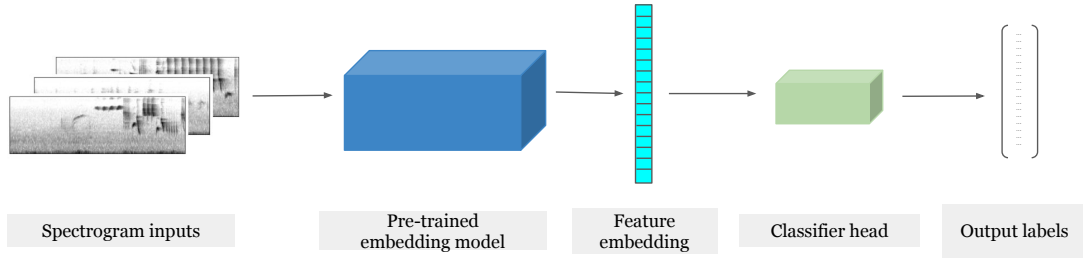 Spectrogram inputs
Pre-trained
embedding model
Feature
embedding
Classifier head
Output labels